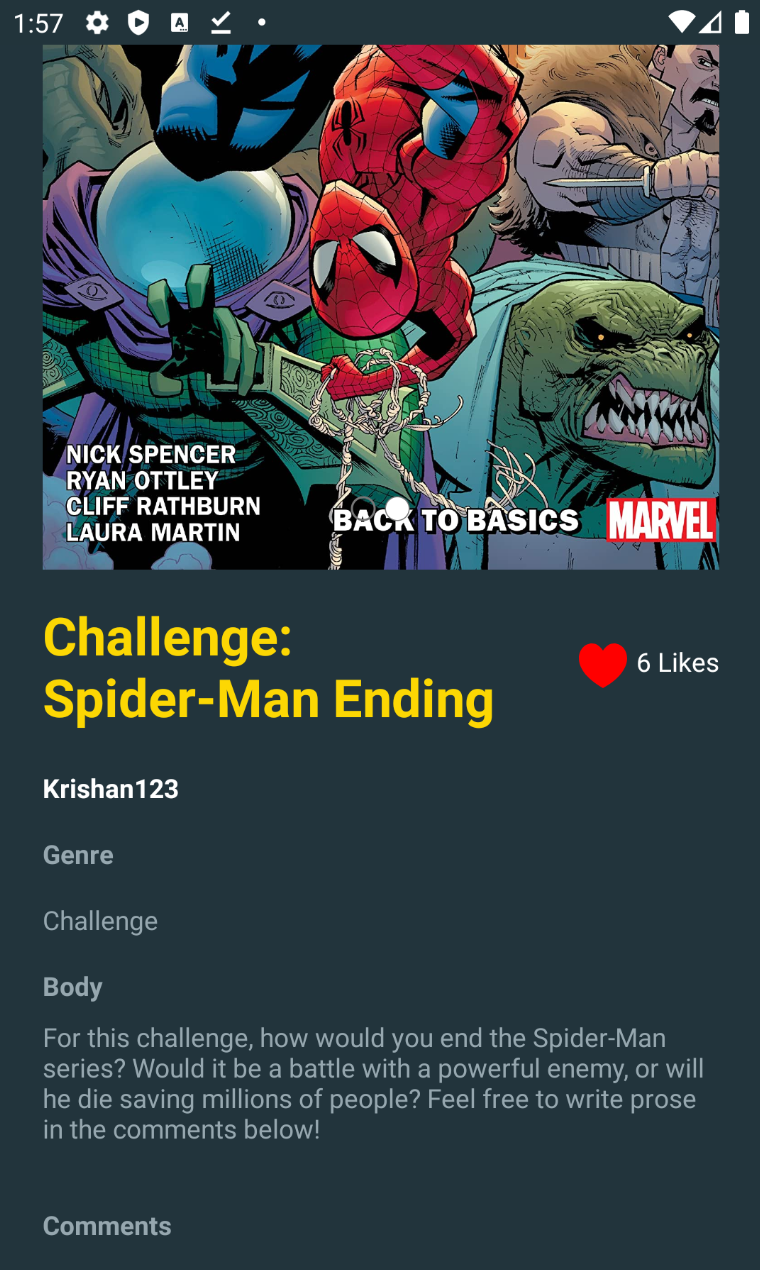 1:57
A
NICK SPENCER
RYAN OTTLEY
CLIFF RATHBURN
LAURA MARTIN
BACK TO BASICS
MARVEL
Challenge:
Spider-Man Ending
6 Likes
Krishan123
Genre
Challenge
Body
For this challenge, how would you end the Spider-Man
series? Would it be a battle with a powerful enemy, or will
he die saving millions of people? Feel free to write prose
in the comments below!
Comments